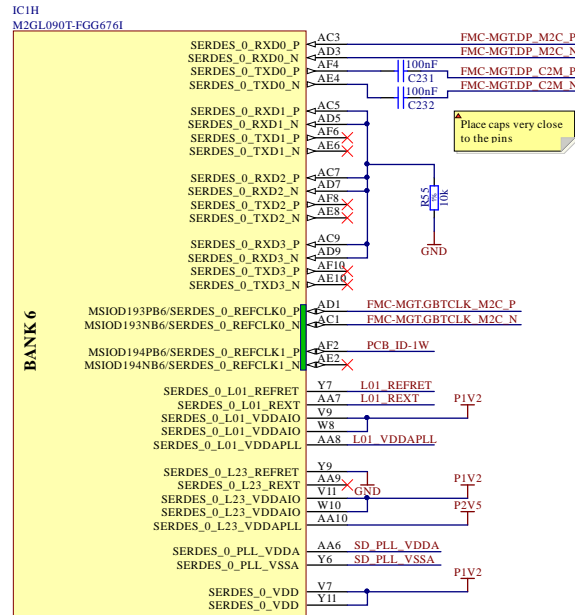 IC1H
M2GL090T-FGG676I
SERDES_0_RXD0_P AC3 FMC-MGT.DP_M2C_P
SERDES_0_RXD0_N AD3 FMC-MGT.DP_M2C_N
SERDES_0_TXD0_P AF4 100nF C231 FMC-MGT.DP_C2M_P
SERDES_0_TXD0_N AE4 100nF C232 FMC-MGT.DP_C2M_N
SERDES_0_RXD1_P AC5
SERDES_0_RXD1_N AD5
SERDES_0_TXD1_P AF6
SERDES_0_TXD1_N AE6
Place caps very close
to the pins
SERDES_0_RXD2_P AC7
SERDES_0_RXD2_N AD7
SERDES_0_TXD2_P AF8
SERDES_0_TXD2_N AE8
R55 1% 10k
GND
SERDES_0_RXD3_P AC9
SERDES_0_RXD3_N AD9
SERDES_0_TXD3_P AF10
SERDES_0_TXD3_N AE10
BANK 6
MSIOD193PB6/SERDES_0_REFCLK0_P AD1 FMC-MGT.GBTCLK_M2C_P
MSIOD193NB6/SERDES_0_REFCLK0_N AC1 FMC-MGT.GBTCLK_M2C_N
MSIOD194PB6/SERDES_0_REFCLK1_P AF2 PCB_ID-1W
MSIOD194NB6/SERDES_0_REFCLK1_N AE2
SERDES_0_L01_REFRET Y7 L01_REFRET
SERDES_0_L01_REXT AA7 L01_REXT P1V2
SERDES_0_L01_VDDAIO V9
SERDES_0_L01_VDDAIO W8
SERDES_0_L01_VDDAPLL AA8 L01_VDDAPLL
SERDES_0_L23_REFRET Y9
SERDES_0_L23_REXT AA9 GND P1V2
SERDES_0_L23_VDDAIO V11
SERDES_0_L23_VDDAIO W10 P2V5
SERDES_0_L23_VDDAPLL AA10
SERDES_0_PLL_VDDA AA6 SD_PLL_VDDA
SERDES_0_PLL_VSSA Y6 SD_PLL_VSSA
P1V2
SERDES_0_VDD V7
SERDES_0_VDD Y11